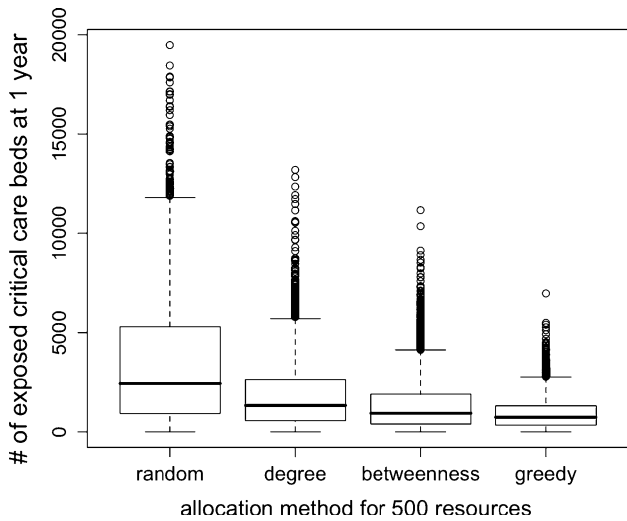 # of exposed critical care beds at 1 year
20000
15000
10000
5000
0
random degree betweenness greedy
allocation method for 500 resources